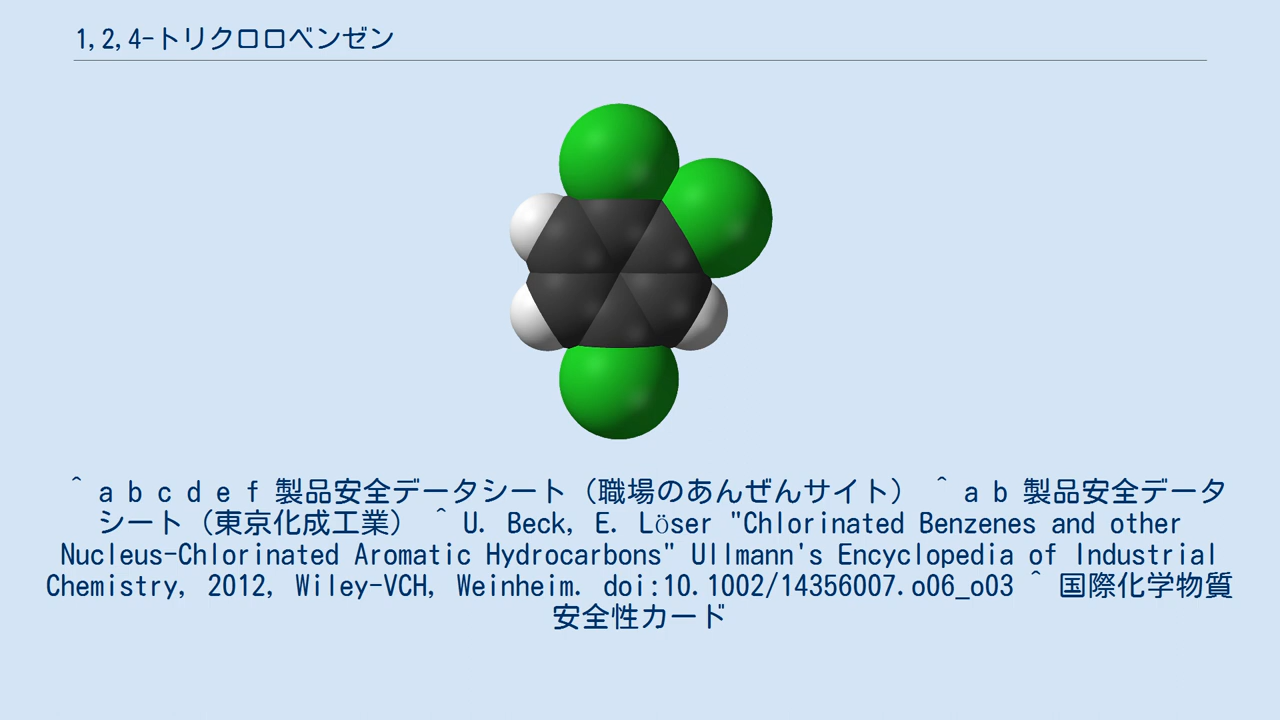 1,2,4-トリクロロベンゼン
^ a b c d e f 製品安全データシート（職場のあんぜんサイト） ^ a b 製品安全データ
シート（東京化成工業） ^ U. Beck, E. Löser "Chlorinated Benzenes and other
Nucleus-Chlorinated Aromatic Hydrocarbons" Ullmann's Encyclopedia of Industrial
Chemistry, 2012, Wiley-VCH, Weinheim. doi:10.1002/14356007.o06_o03 ^ 国際化学物質
安全性カード